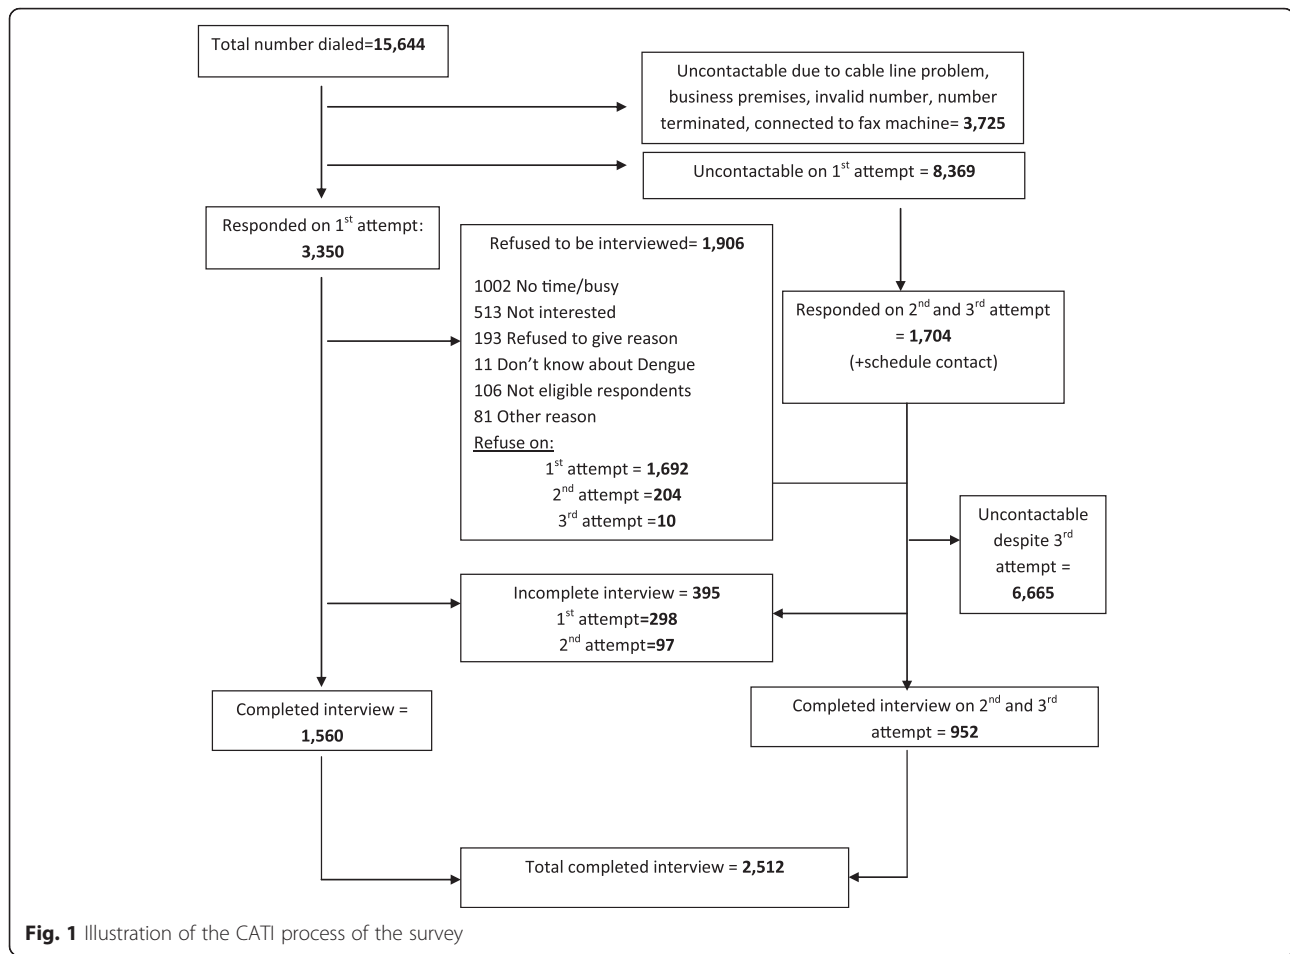 Total number dialed=15,644
Uncontactable due to cable line problem,
business premises, invalid number, number
terminated, connected to fax machine= 3,725
Uncontactable on 1st attempt = 8,369
Responded on 1st attempt:
3,350
Refused to be interviewed= 1,906
1002 No time/busy
513 Not interested
193 Refused to give reason
11 Don’t know about Dengue
106 Not eligible respondents
81 Other reason
Refuse on:
1st attempt = 1,692
2nd attempt =204
3rd attempt =10
Responded on 2nd and 3rd attempt
= 1,704
(+schedule contact)
Uncontactable
despite 3rd
attempt =
6,665
Incomplete interview = 395
1st attempt=298
2nd attempt=97
Completed interview =
1,560
Completed interview on 2nd and 3rd
attempt = 952
Total completed interview = 2,512
Fig. 1 Illustration of the CATI process of the survey